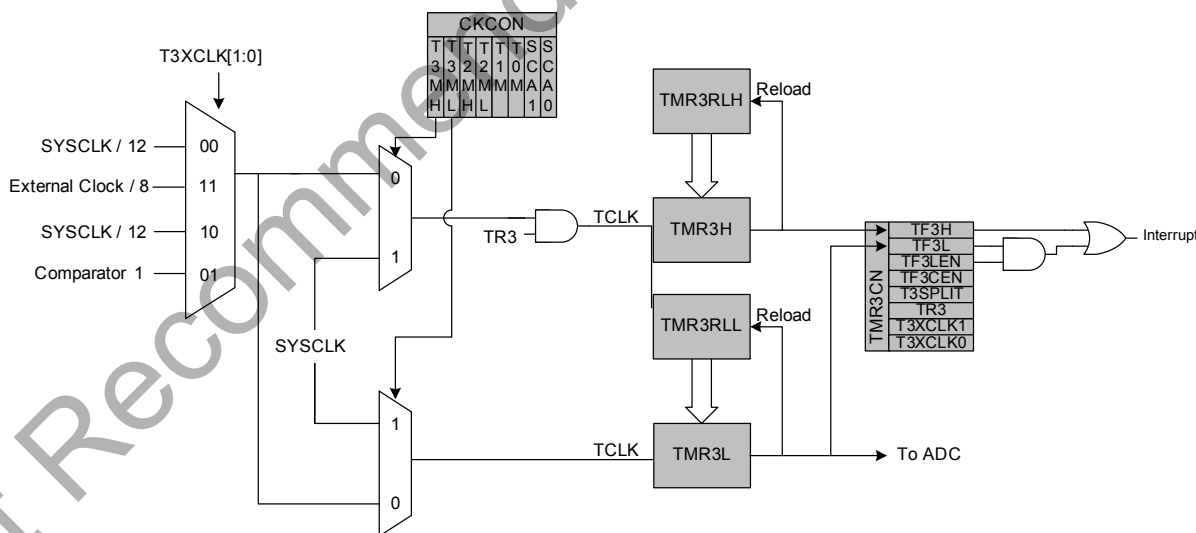 CKCON
T3MH
T3ML
T2MH
T2ML
T1M
T0M
SCA1
SCA0
T3XCLK[1:0]
SYSCLK / 12
00
External Clock / 8
11
SYSCLK / 12
10
Comparator 1
01
0
1
SYSCLK
1
0
TR3
TCLK
TMR3RLH
Reload
TMR3H
TMR3RLL
Reload
TCLK
TMR3L
To ADC
TMR3CN
TF3H
TF3L
TF3LEN
TF3CEN
T3SPLIT
TR3
T3XCLK1
T3XCLK0
Interrupt
Recommend